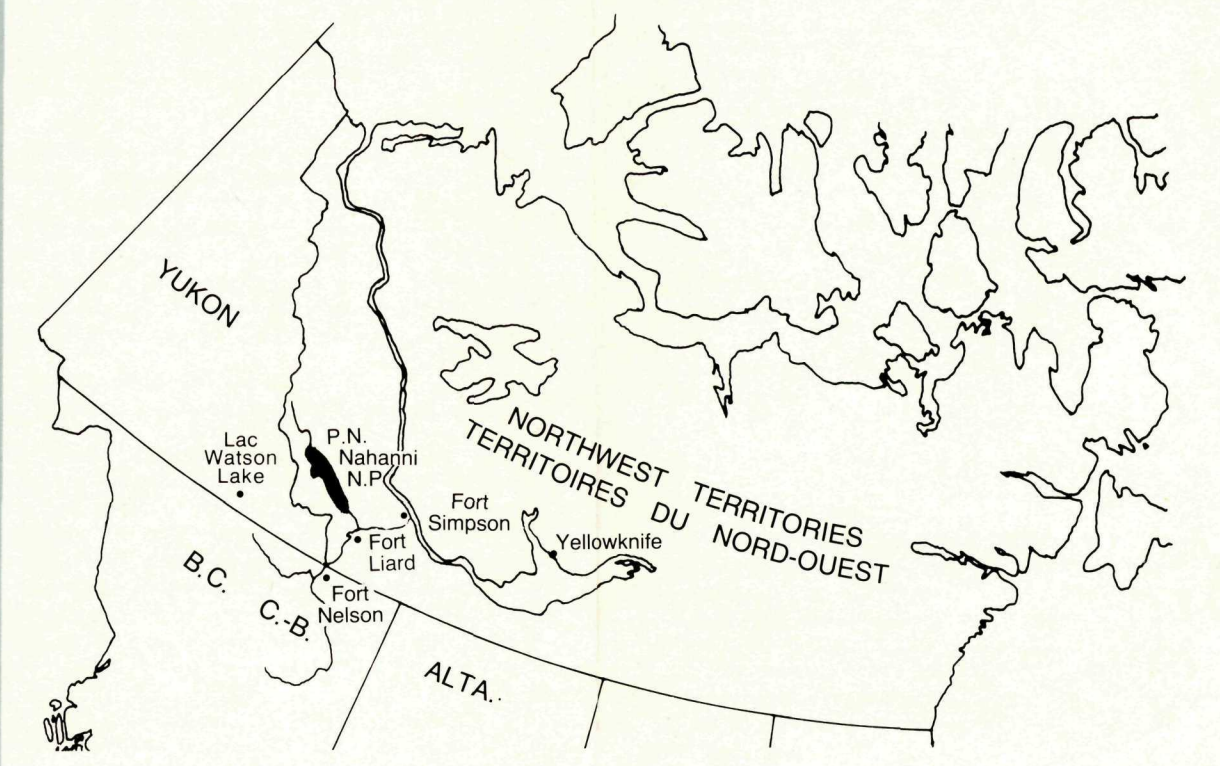 YUKON
Lac
Watson
Lake
P.N.
Nahanni
N.P
Fort
Simpson
NORTHWEST TERRITORIES
TERRITOIRES DU NORD-OUEST
Yellowknife
Fort
Liard
Fort
Nelson
B.C.
C.-B.
ALTA.